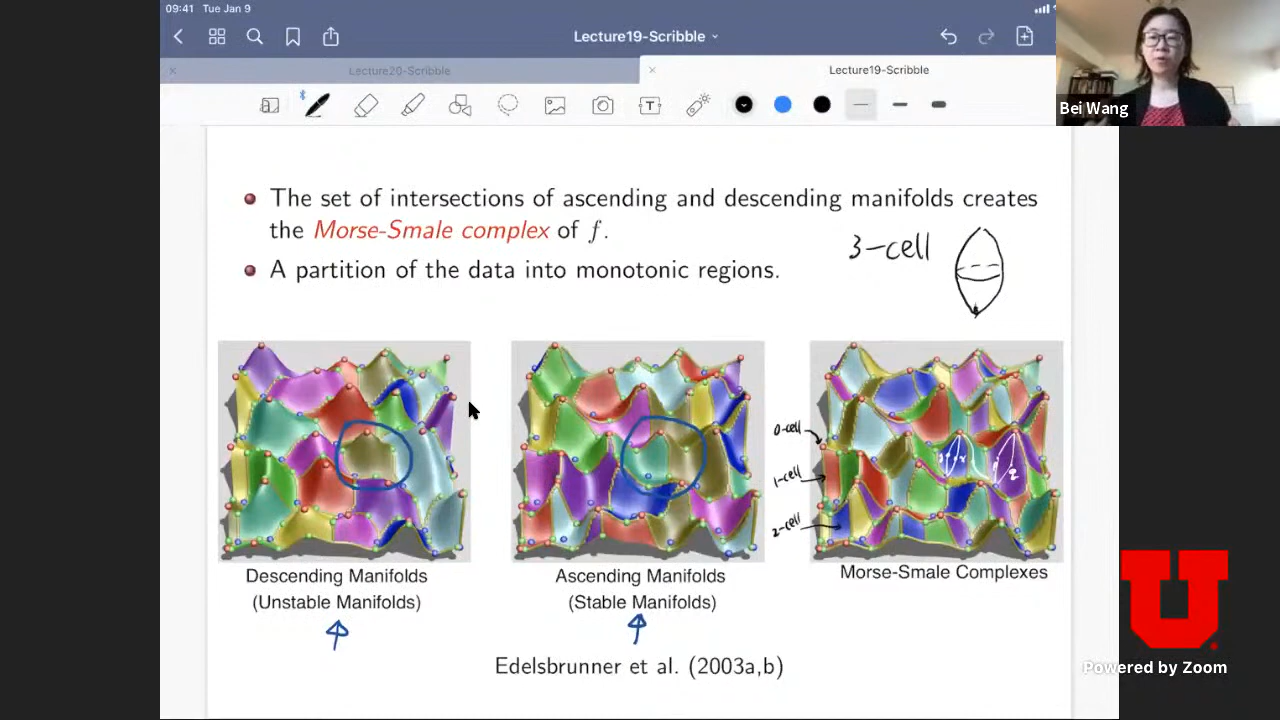 09:41 Tue Jan 9
Lecture19-Scribble
Lecture20-Scribble
Lecture19-Scribble
Bei Wang
The set of intersections of ascending and descending manifolds creates
the Morse-Smale complex of f.
3-cell
A partition of the data into monotonic regions.
0-cell
1-cell
2-cell
Descending Manifolds
(Unstable Manifolds)
Ascending Manifolds
(Stable Manifolds)
Morse-Smale Complexes
Edelsbrunner et al. (2003a,b)
U
Powered by Zoom